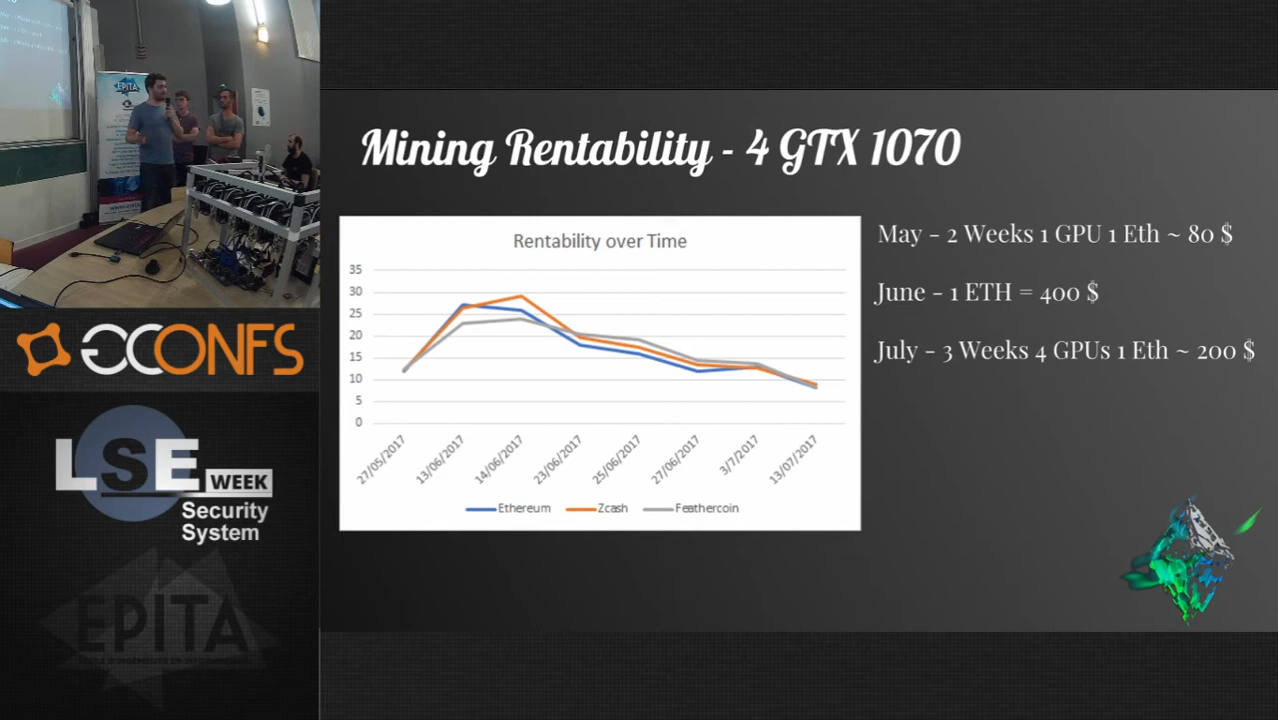 EPITA
Mining Rentability - 4 GTX 1070
Rentability over Time
35
30
25
20
15
10
5
0
27/05/2017
13/06/2017
14/06/2017
23/06/2017
25/06/2017
27/06/2017
3/7/2017
13/07/2017
Ethereum
Zcash
Feathercoin
May - 2 Weeks 1 GPU 1 Eth ~ 80 $
June - 1 ETH = 400 $
July - 3 Weeks 4 GPUs 1 Eth ~ 200 $
GCONFS
LSE WEEK
Security
System
EPITA